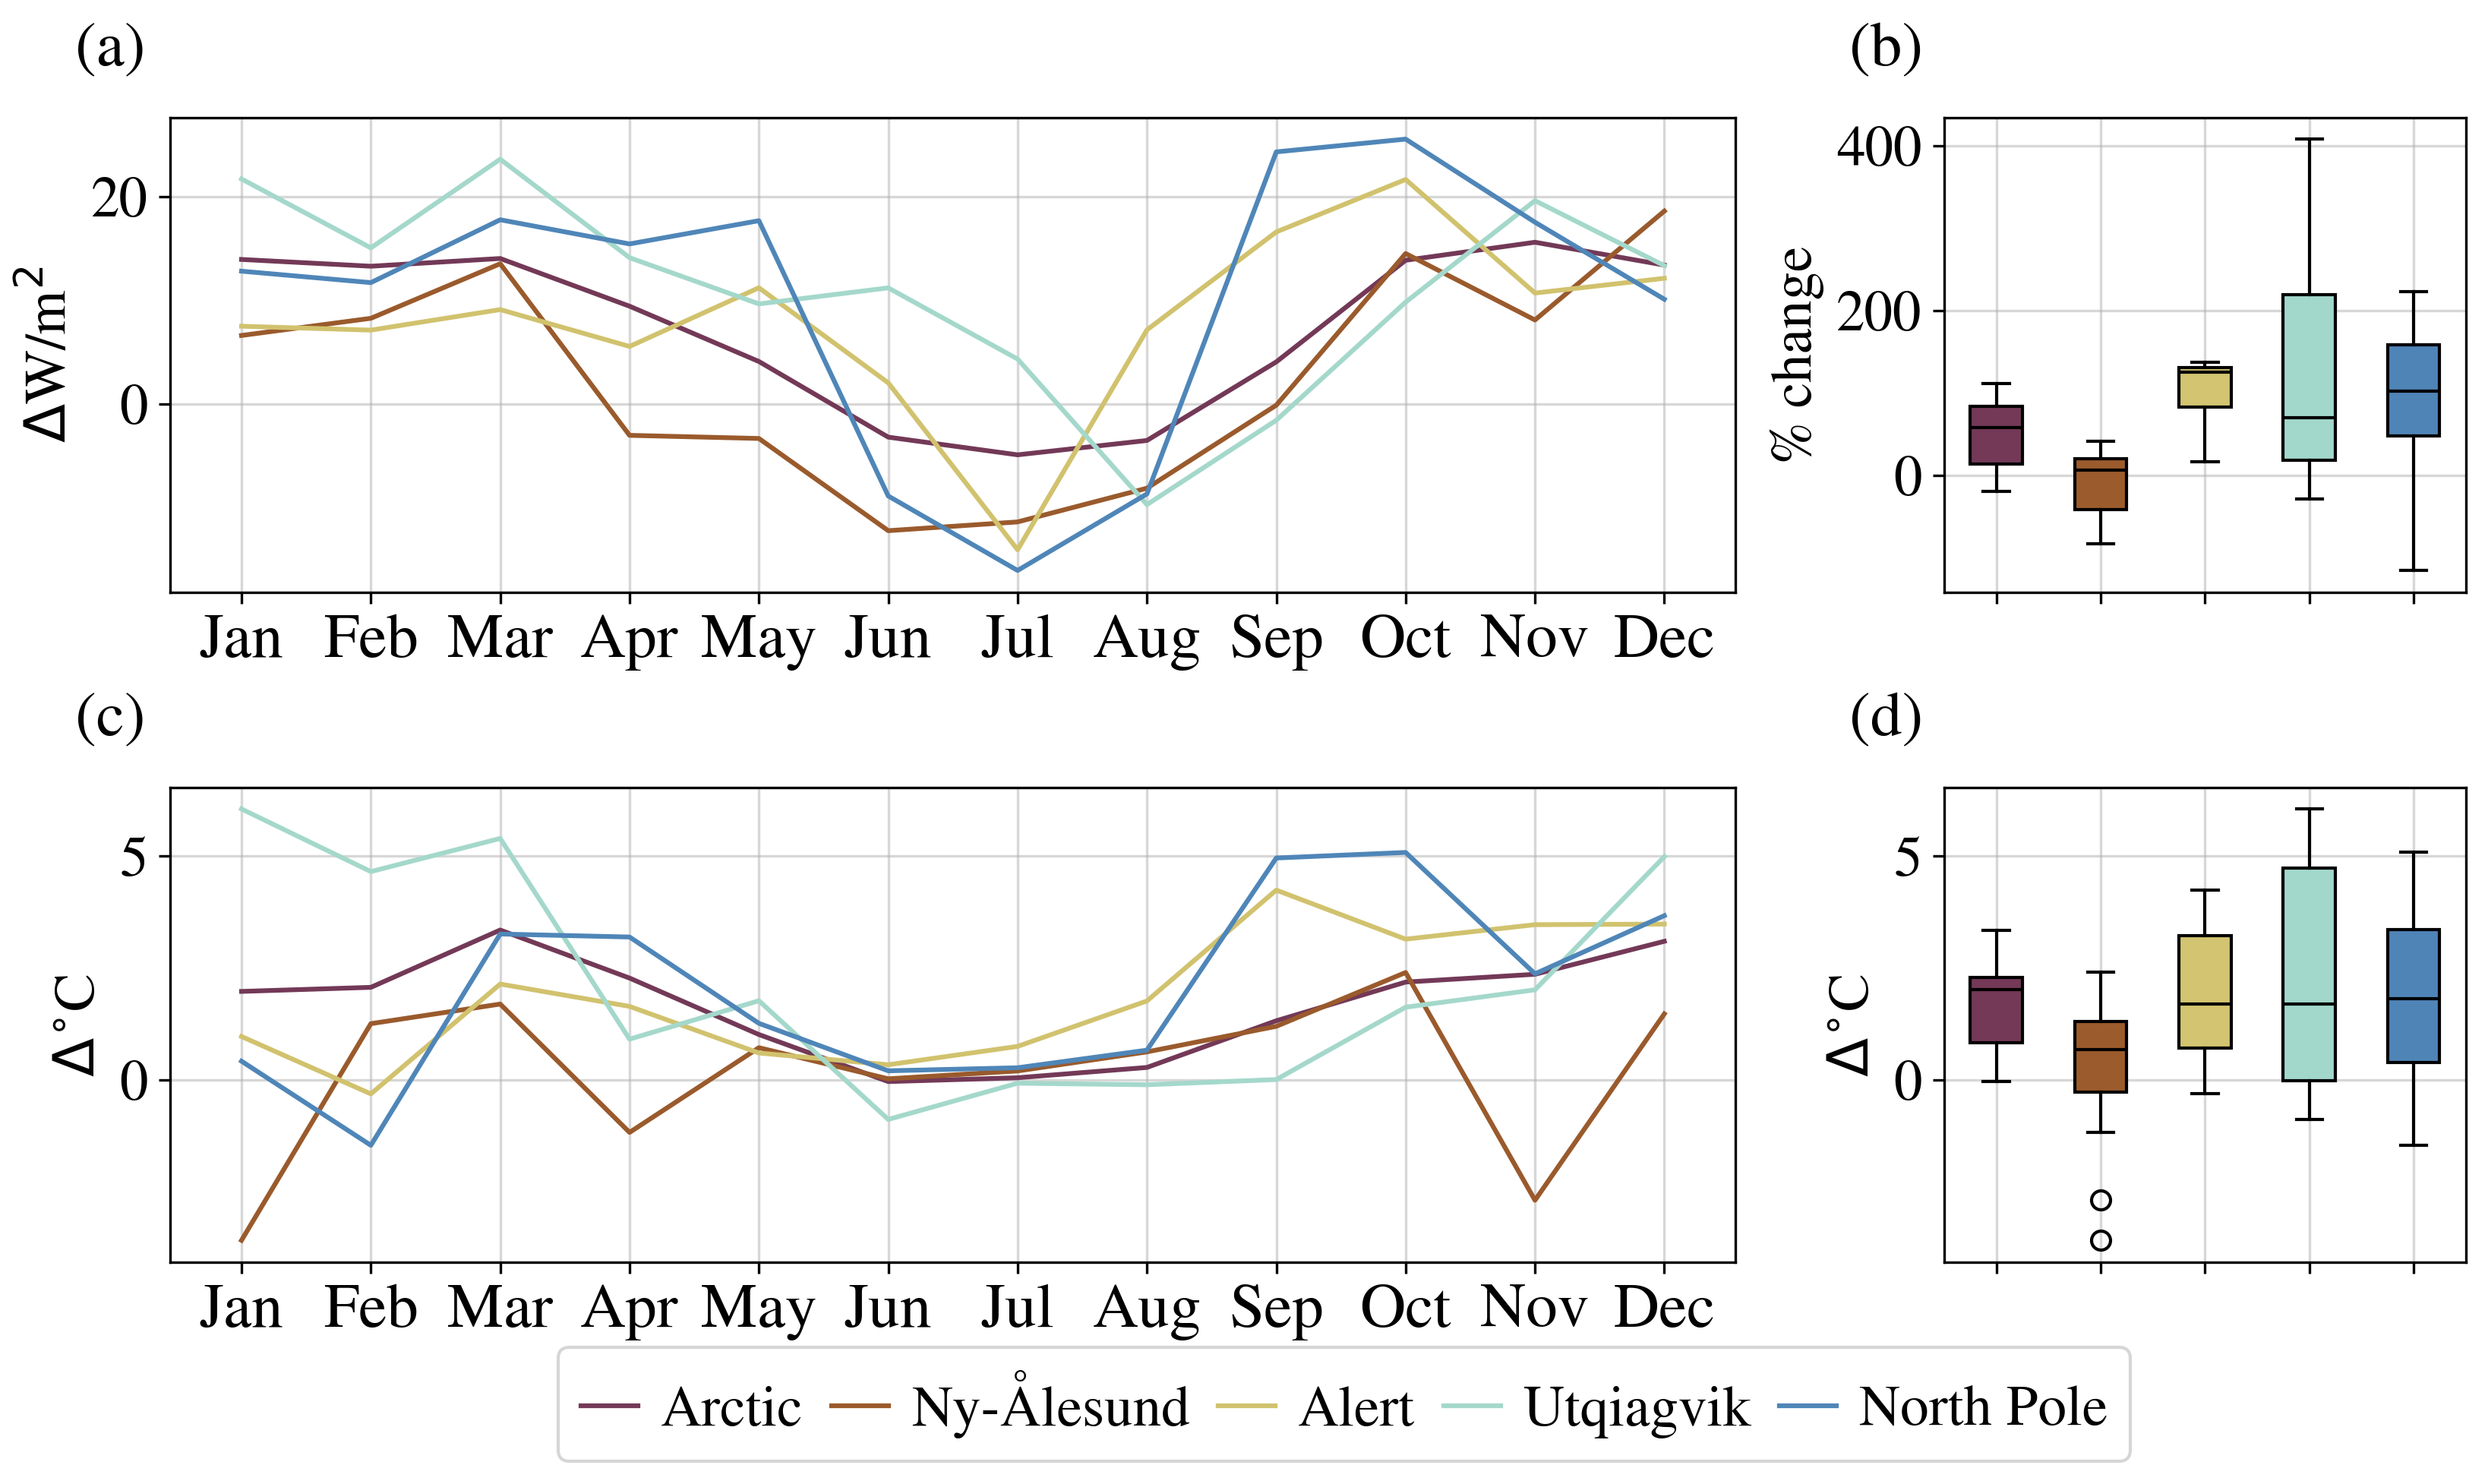 (a)
ΔW/m²
20
0
Jan Feb Mar Apr May Jun Jul Aug Sep Oct Nov Dec
(b)
% change
400
200
0
(c)
Δ°C
5
0
Jan Feb Mar Apr May Jun Jul Aug Sep Oct Nov Dec
(d)
Δ°C
5
0
Arctic Ny-Ålesund Alert Utqiagvik North Pole